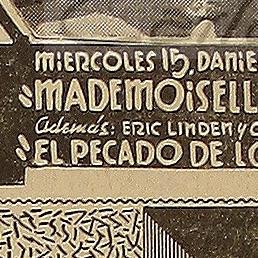 MIERCOLES 15, DANIE
MADEMOISELL
Además: ERIC LINDEN y C
EL PECADO DE LO